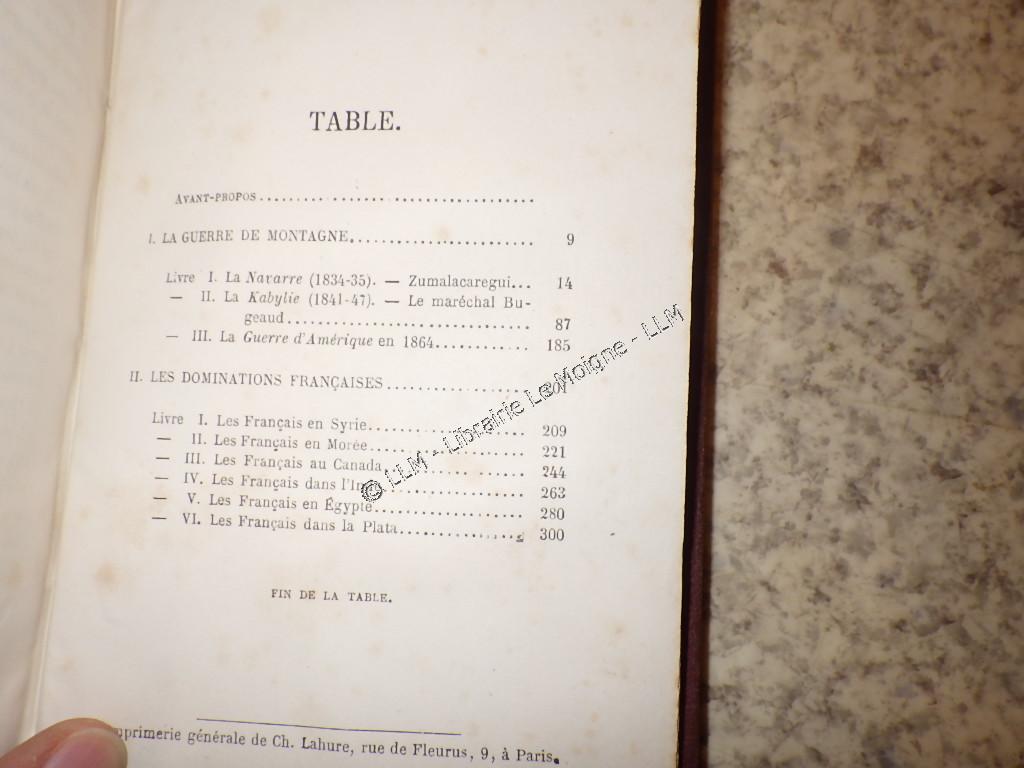 TABLE.
AVANT-PROPOS..................................
I. LA GUERRE DE MONTAGNE........................ 9
Livre I. La Navarre (1834-35). — Zumalacaregui... 14
— II. La Kabylie (1841-47). — Le maréchal Bu-
geaud................................ 87
— III. La Guerre d'Amérique en 1864............ 185
II. LES DOMINATIONS FRANÇAISES..................
Livre I. Les Français en Syrie.................... 209
— II. Les Français en Morée................... 221
— III. Les Français au Canada................. 244
— IV. Les Français dans ................. 263
— V. Les Français en Égypte.................. 280
— VI. Les Français dans la Plata............... 300
FIN DE LA TABLE.
mprimerie générale de Ch. Lahure, rue de Fleurus, 9, à Paris.
© LLM - Librairie Le Moigne - LLM